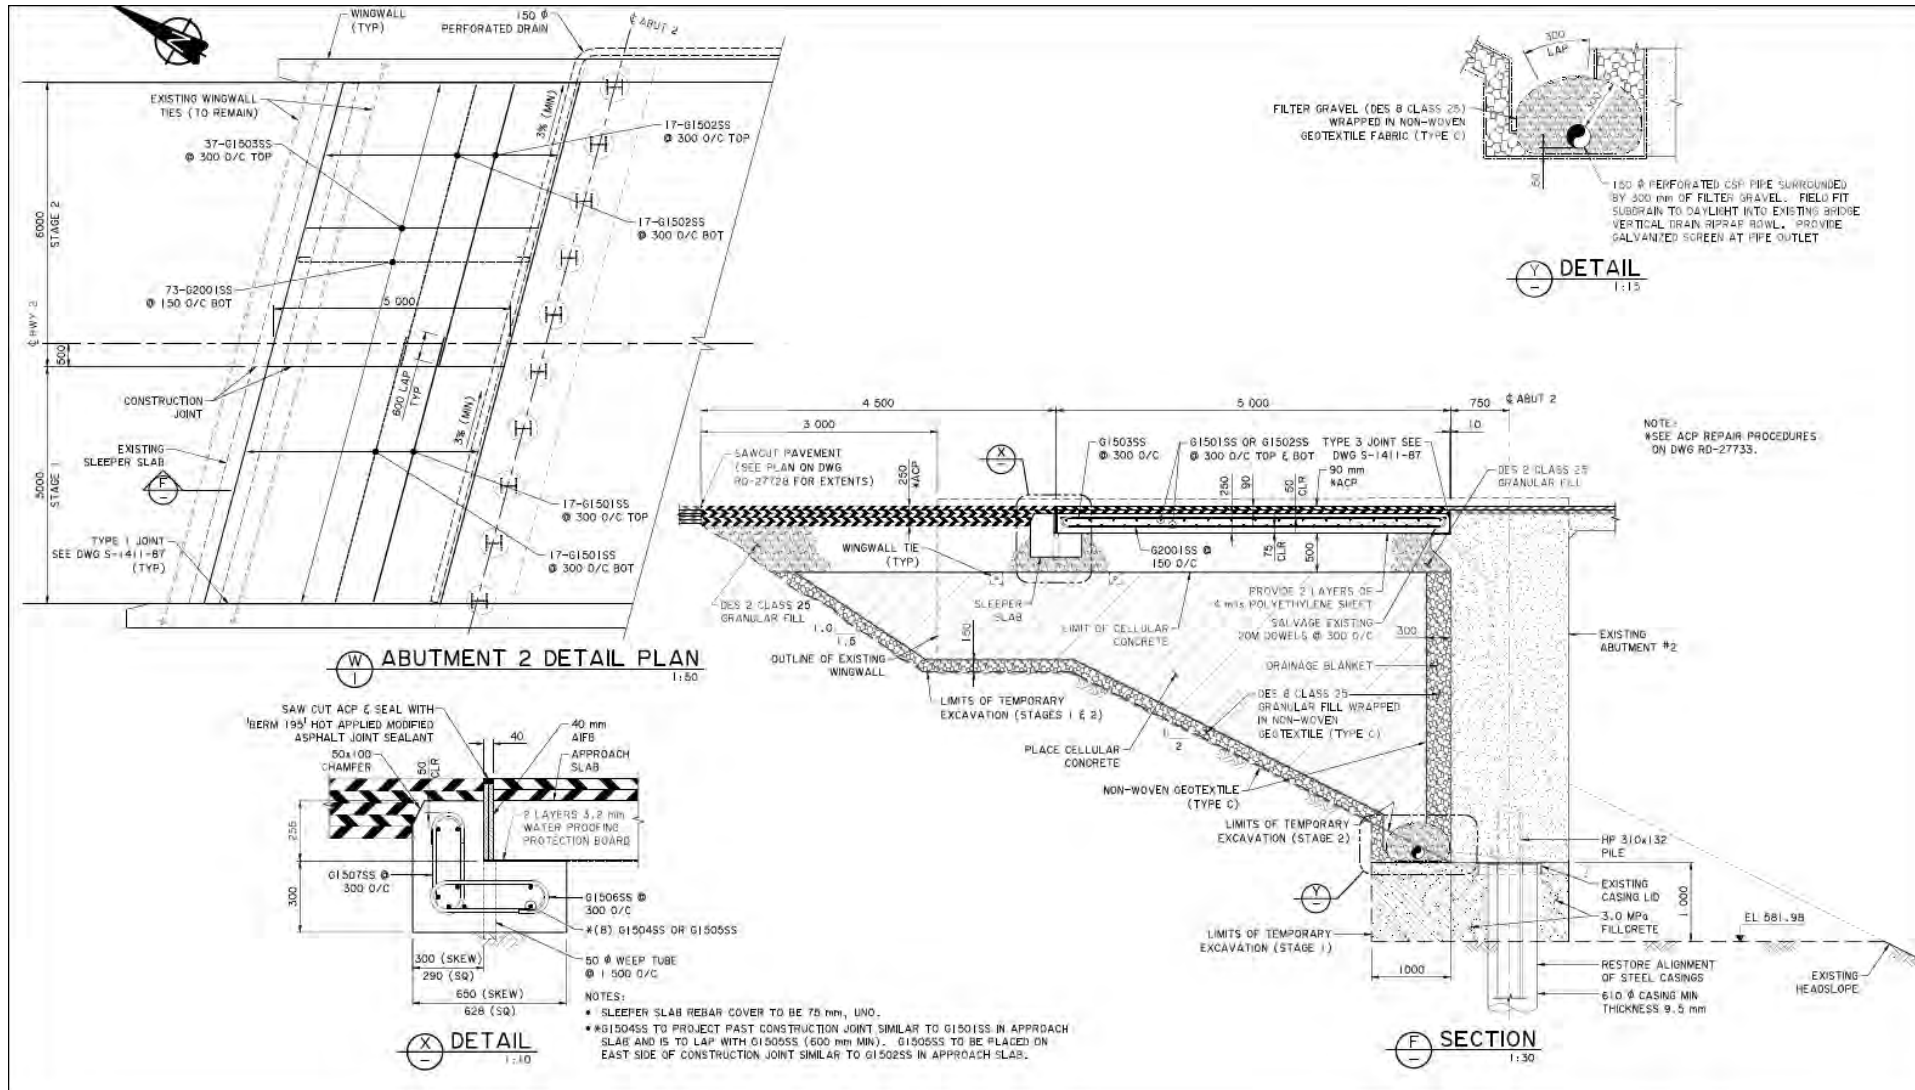 WINGWALL
(TYP)
150 Ø
PERFORATED DRAIN
℄ ABUT 2
EXISTING WINGWALL
TIES (TO REMAIN)
37-G1503SS
@ 300 O/C TOP
3% (MIN)
17-G1502SS
@ 300 O/C TOP
17-G1502SS
@ 300 O/C BOT
6000
STAGE 2
73-G2001SS
@ 150 O/C BOT
5 000
℄ HWY 3
500
600 LAP
TYP
CONSTRUCTION
JOINT
3% (MIN)
EXISTING
SLEEPER SLAB
F
5000
STAGE 1
17-G1501SS
@ 300 O/C TOP
17-G1501SS
@ 300 O/C BOT
TYPE 1 JOINT
SEE DWG S-1411-87
(TYP)
W
1
ABUTMENT 2 DETAIL PLAN
1:50
300
LAP
300
FILTER GRAVEL (DES 8 CLASS 25)
WRAPPED IN NON-WOVEN
GEOTEXTILE FABRIC (TYPE C)
50
150 Ø PERFORATED CSP PIPE SURROUNDED
BY 300 mm OF FILTER GRAVEL. FIELD FIT
SUBDRAIN TO DAYLIGHT INTO EXISTING BRIDGE
VERTICAL DRAIN RIPRAP BOWL. PROVIDE
GALVANIZED SCREEN AT PIPE OUTLET
Y
DETAIL
1:15
4 500
5 000
750
℄ ABUT 2
3 000
10
SAWCUT PAVEMENT
(SEE PLAN ON DWG
RD-27728 FOR EXTENTS)
250
*ACP
X
G1503SS
@ 300 O/C
G1501SS OR G1502SS
@ 300 O/C TOP & BOT
TYPE 3 JOINT SEE
DWG S-1411-87
250
90
50
CLR
90 mm
*ACP
DES 2 CLASS 25
GRANULAR FILL
NOTE:
*SEE ACP REPAIR PROCEDURES
ON DWG RD-27733.
WINGWALL TIE
(TYP)
G2001SS @
150 O/C
75
CLR
500
DES 2 CLASS 25
GRANULAR FILL
SLEEPER
SLAB
PROVIDE 2 LAYERS OF
4 mils POLYETHYLENE SHEET
LIMIT OF CELLULAR
CONCRETE
SALVAGE EXISTING
20M DOWELS @ 300 O/C
300
EXISTING
ABUTMENT #2
1.0
1.5
150
OUTLINE OF EXISTING
WINGWALL
DRAINAGE BLANKET
LIMITS OF TEMPORARY
EXCAVATION (STAGES 1 & 2)
DES 8 CLASS 25
GRANULAR FILL WRAPPED
IN NON-WOVEN
GEOTEXTILE (TYPE C)
1
2
PLACE CELLULAR
CONCRETE
NON-WOVEN GEOTEXTILE
(TYPE C)
LIMITS OF TEMPORARY
EXCAVATION (STAGE 2)
HP 310x132
PILE
Y
EXISTING
CASING LID
1 000
3.0 MPa
FILLCRETE
EL 581.98
LIMITS OF TEMPORARY
EXCAVATION (STAGE 1)
1000
RESTORE ALIGNMENT
OF STEEL CASINGS
EXISTING
HEADSLOPE
610 Ø CASING MIN
THICKNESS 9.5 mm
F
SECTION
1:30
SAW CUT ACP & SEAL WITH
'BERM 195' HOT APPLIED MODIFIED
ASPHALT JOINT SEALANT
40
40 mm
AIFB
50x100
CHAMFER
50
CLR
APPROACH
SLAB
2 LAYERS 3.2 mm
WATER PROOFING
PROTECTION BOARD
255
300
G1507SS @
300 O/C
G1506SS @
300 O/C
*(8) G1504SS OR G1505SS
300 (SKEW)
290 (SQ)
50 Ø WEEP TUBE
@ 1 500 O/C
650 (SKEW)
628 (SQ)
NOTES:
* SLEEPER SLAB REBAR COVER TO BE 75 mm, UNO.
* *G1504SS TO PROJECT PAST CONSTRUCTION JOINT SIMILAR TO G1501SS IN APPROACH
SLAB AND IS TO LAP WITH G1505SS (600 mm MIN). G1505SS TO BE PLACED ON
EAST SIDE OF CONSTRUCTION JOINT SIMILAR TO G1502SS IN APPROACH SLAB.
X
DETAIL
1:10